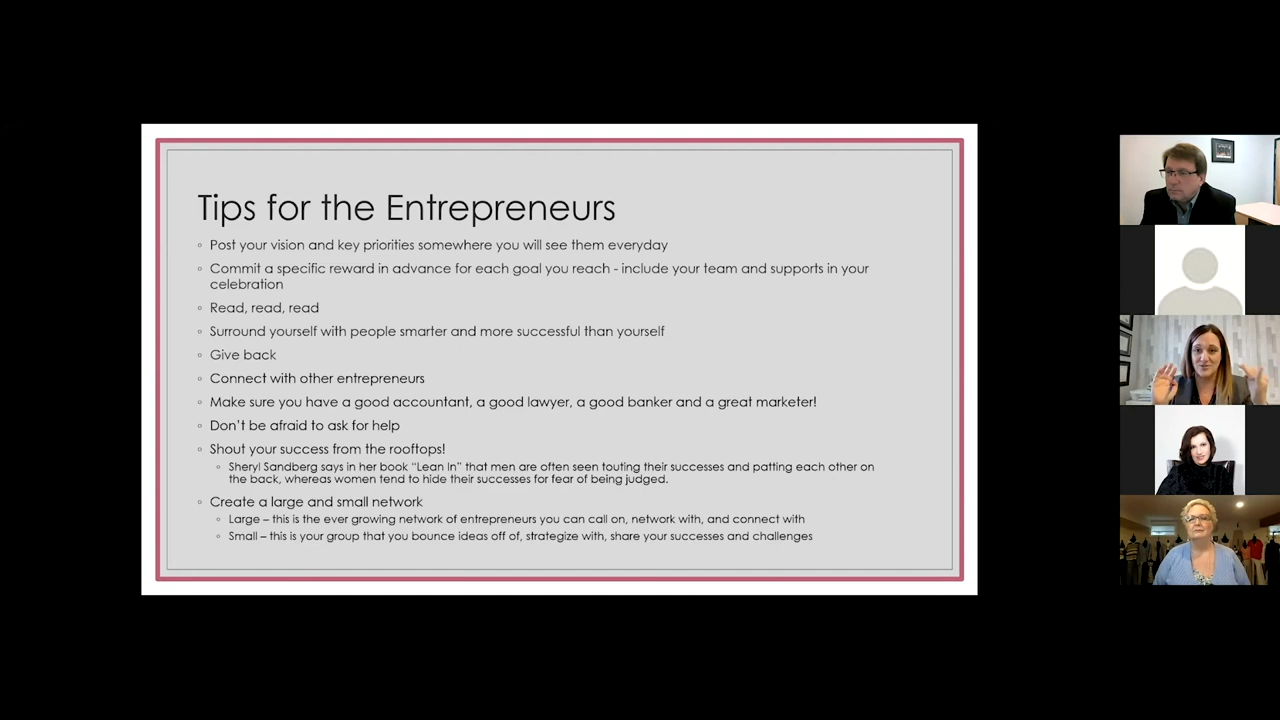 Tips for the Entrepreneurs
Post your vision and key priorities somewhere you will see them everyday
Commit a specific reward in advance for each goal you reach - include your team and supports in your
celebration
Read, read, read
Surround yourself with people smarter and more successful than yourself
Give back
Connect with other entrepreneurs
Make sure you have a good accountant, a good lawyer, a good banker and a great marketer!
Don't be afraid to ask for help
Shout your success from the rooftops!
Sheryl Sandberg says in her book "Lean In" that men are often seen touting their successes and patting each other on
the back, whereas women tend to hide their successes for fear of being judged.
Create a large and small network
Large – this is the ever growing network of entrepreneurs you can call on, network with, and connect with
Small – this is your group that you bounce ideas off of, strategize with, share your successes and challenges